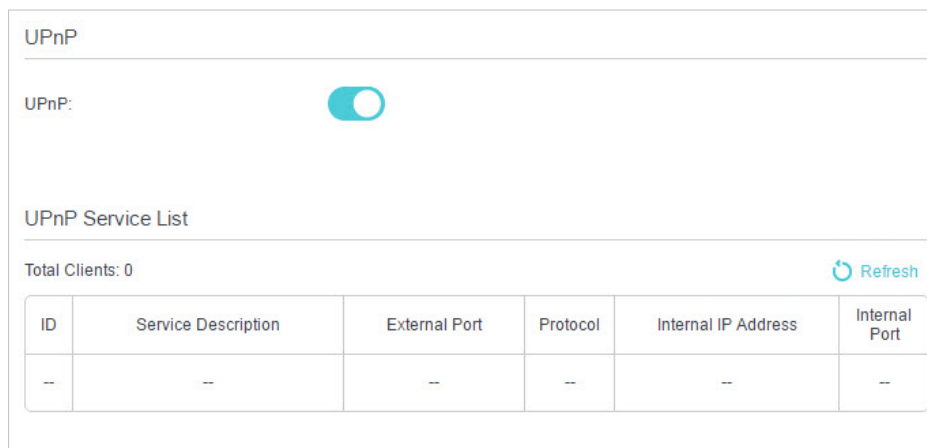 UPnP
UPnP:
UPnP Service List
Total Clients: 0
Refresh
ID Service Description External Port Protocol Internal IP Address Internal Port
-- -- -- -- -- --